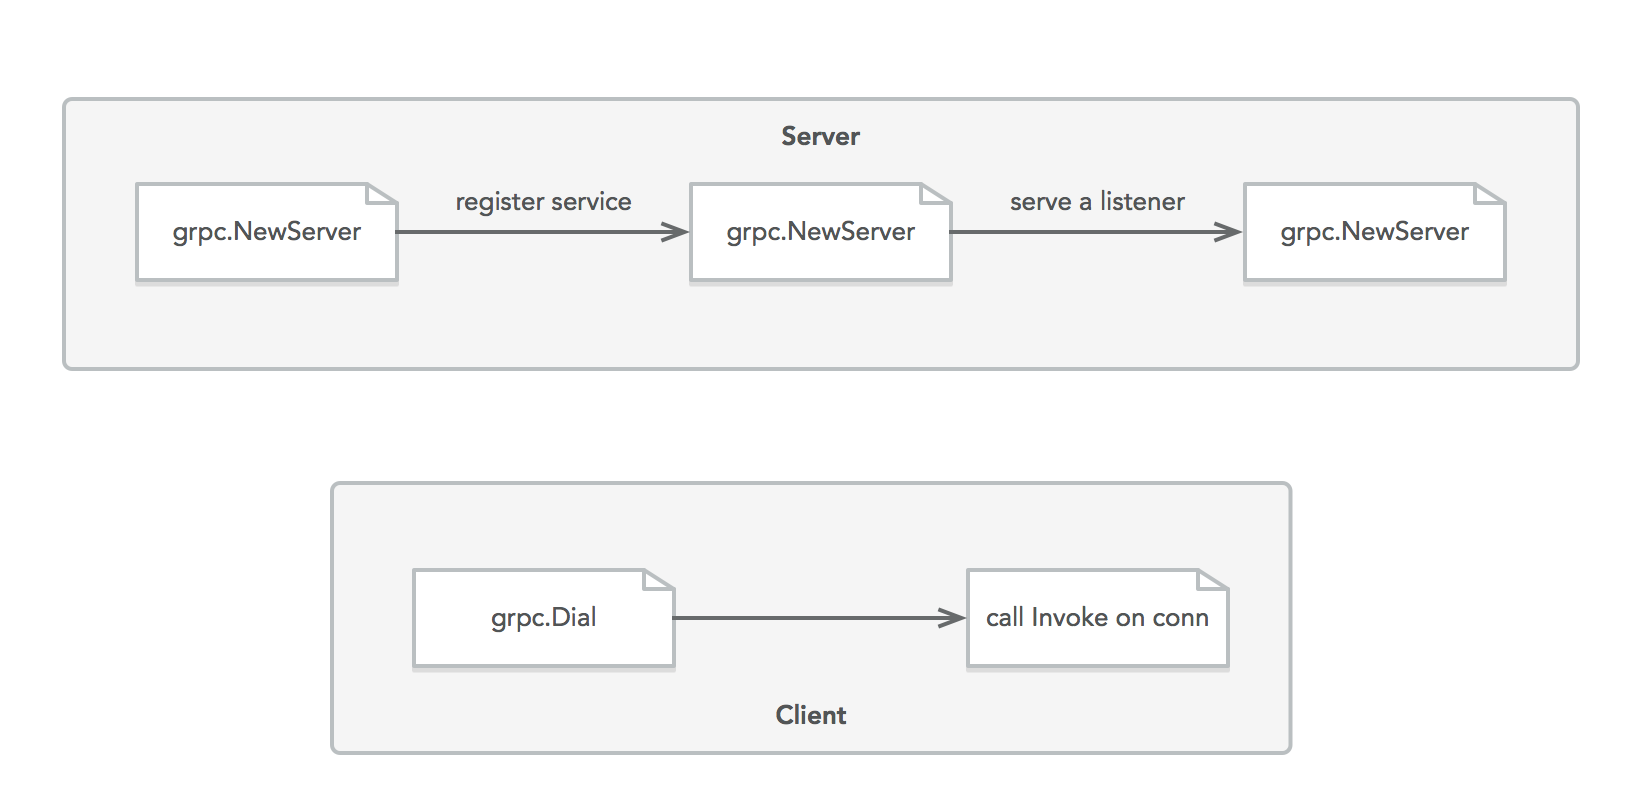 Server
grpc.NewServer
register service
grpc.NewServer
serve a listener
grpc.NewServer
grpc.Dial
call Invoke on conn
Client